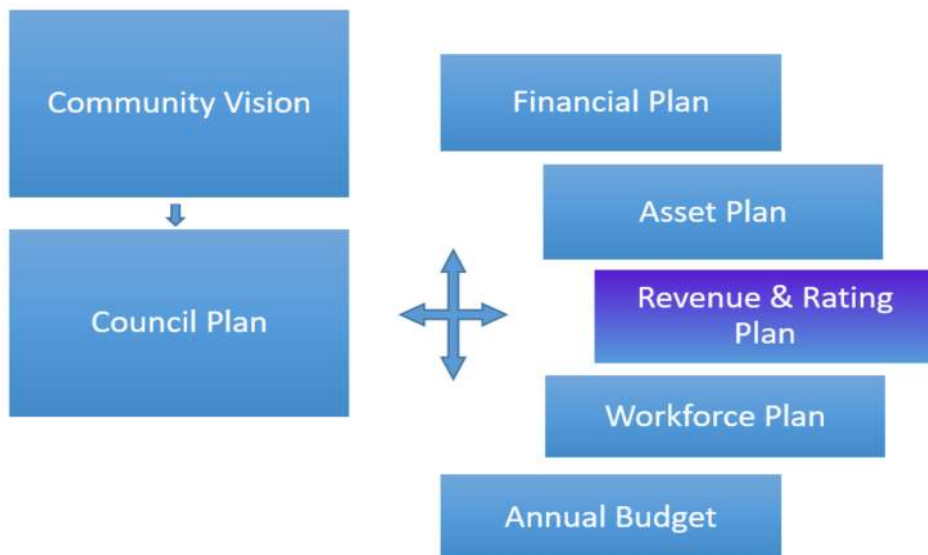 Community Vision
Council Plan
Financial Plan
Asset Plan
Revenue & Rating
Plan
Workforce Plan
Annual Budget